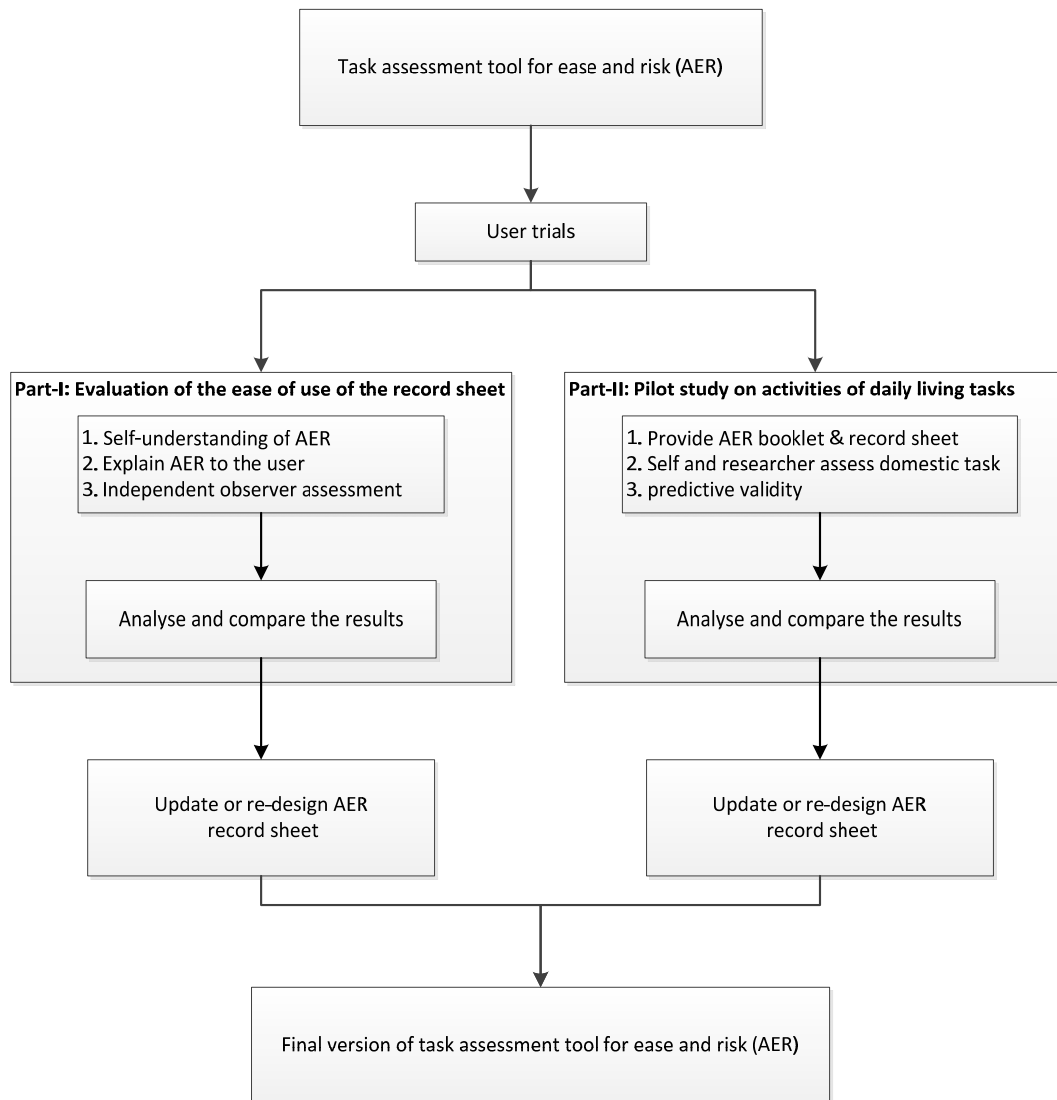 Task assessment tool for ease and risk (AER)
User trials
Part-I: Evaluation of the ease of use of the record sheet
1. Self-understanding of AER
2. Explain AER to the user
3. Independent observer assessment
Analyse and compare the results
Update or re-design AER
record sheet
Part-II: Pilot study on activities of daily living tasks
1. Provide AER booklet & record sheet
2. Self and researcher assess domestic task
3. predictive validity
Analyse and compare the results
Update or re-design AER
record sheet
Final version of task assessment tool for ease and risk (AER)